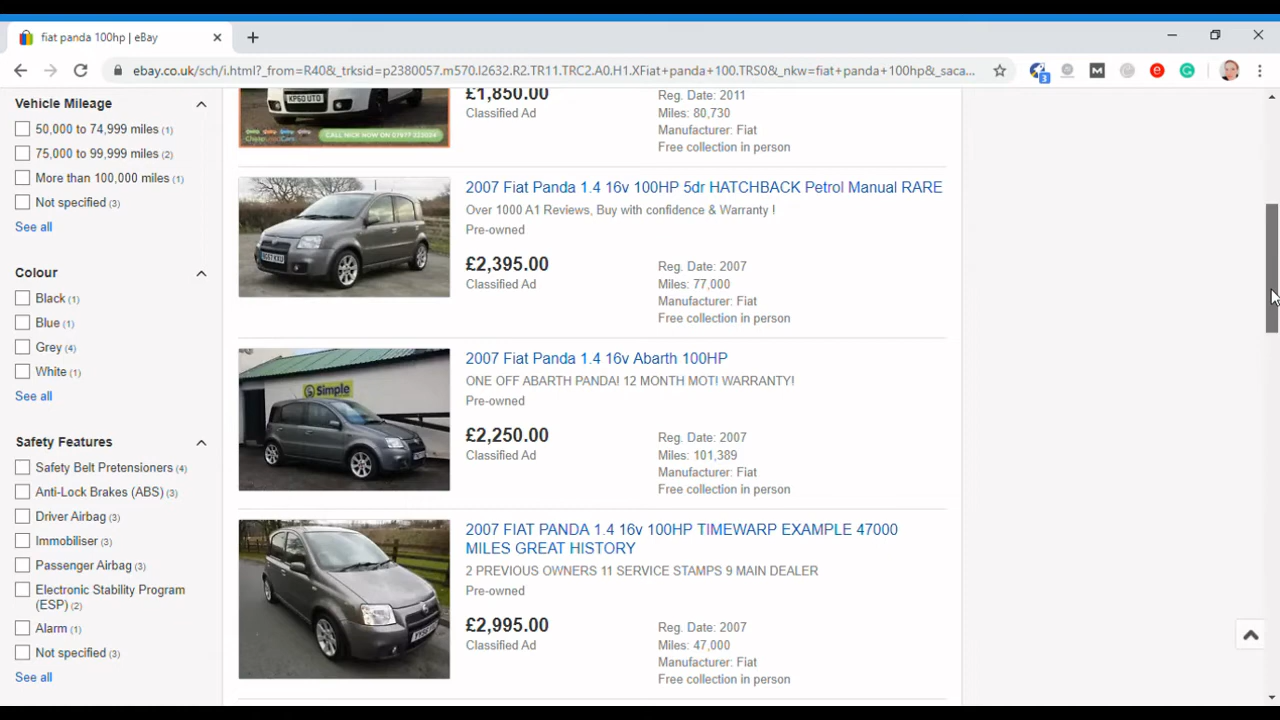 fiat panda 100hp | eBay
ebay.co.uk/sch/i.html?_from=R40&_trksid=p2380057.m570.l2632.R2.TR11.TRC2.A0.H1.XFiat+panda+100.TRS0&_nkw=fiat+panda+100hp&_saca...
3
Vehicle Mileage
50,000 to 74,999 miles (1)
75,000 to 99,999 miles (2)
More than 100,000 miles (1)
Not specified (3)
See all
Colour
Black (1)
Blue (1)
Grey (4)
White (1)
See all
Safety Features
Safety Belt Pretensioners (4)
Anti-Lock Brakes (ABS) (3)
Driver Airbag (3)
Immobiliser (3)
Passenger Airbag (3)
Electronic Stability Program
(ESP) (2)
Alarm (1)
Not specified (3)
See all
KP60 UTO
CALL NICK NOW ON 07977 323034
£1,850.00
Classified Ad
Reg. Date: 2011
Miles: 80,730
Manufacturer: Fiat
Free collection in person
2007 Fiat Panda 1.4 16v 100HP 5dr HATCHBACK Petrol Manual RARE
Over 1000 A1 Reviews, Buy with confidence & Warranty !
Pre-owned
£2,395.00
Classified Ad
Reg. Date: 2007
Miles: 77,000
Manufacturer: Fiat
Free collection in person
Simple
2007 Fiat Panda 1.4 16v Abarth 100HP
ONE OFF ABARTH PANDA! 12 MONTH MOT! WARRANTY!
Pre-owned
£2,250.00
Classified Ad
Reg. Date: 2007
Miles: 101,389
Manufacturer: Fiat
Free collection in person
2007 FIAT PANDA 1.4 16v 100HP TIMEWARP EXAMPLE 47000
MILES GREAT HISTORY
2 PREVIOUS OWNERS 11 SERVICE STAMPS 9 MAIN DEALER
Pre-owned
£2,995.00
Classified Ad
Reg. Date: 2007
Miles: 47,000
Manufacturer: Fiat
Free collection in person